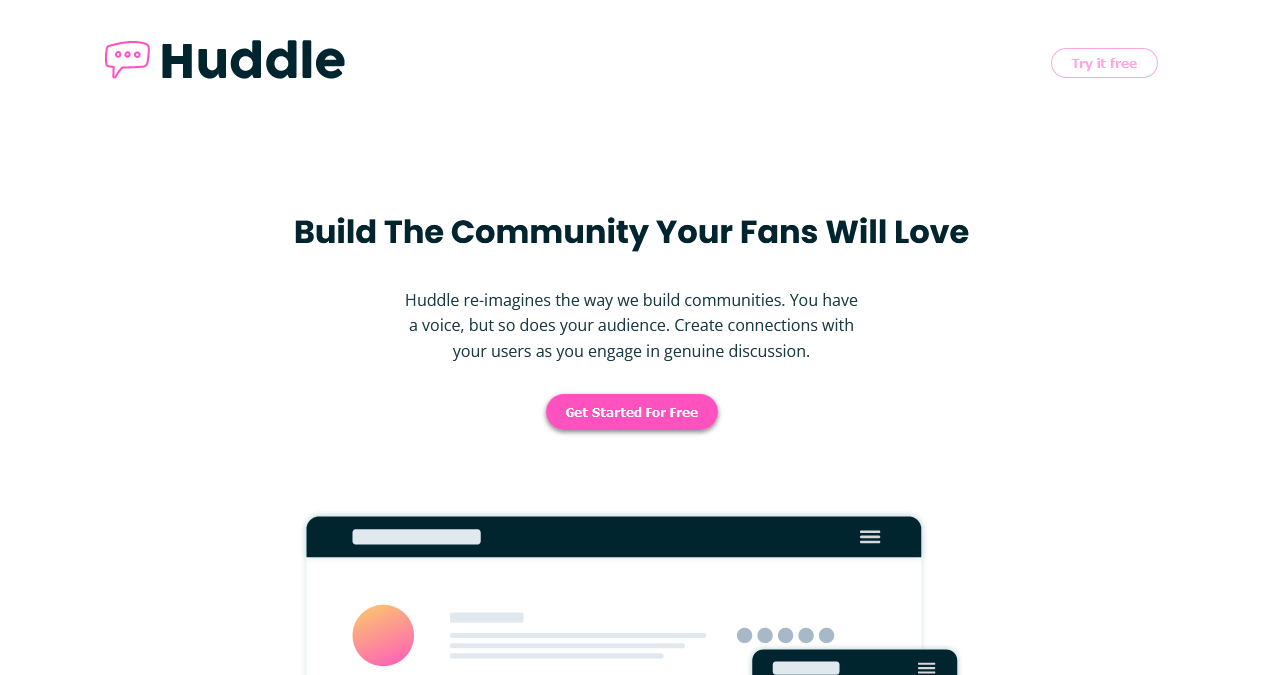 Huddle
Try it free
Build The Community Your Fans Will Love
Huddle re-imagines the way we build communities. You have
a voice, but so does your audience. Create connections with
your users as you engage in genuine discussion.
Get Started For Free